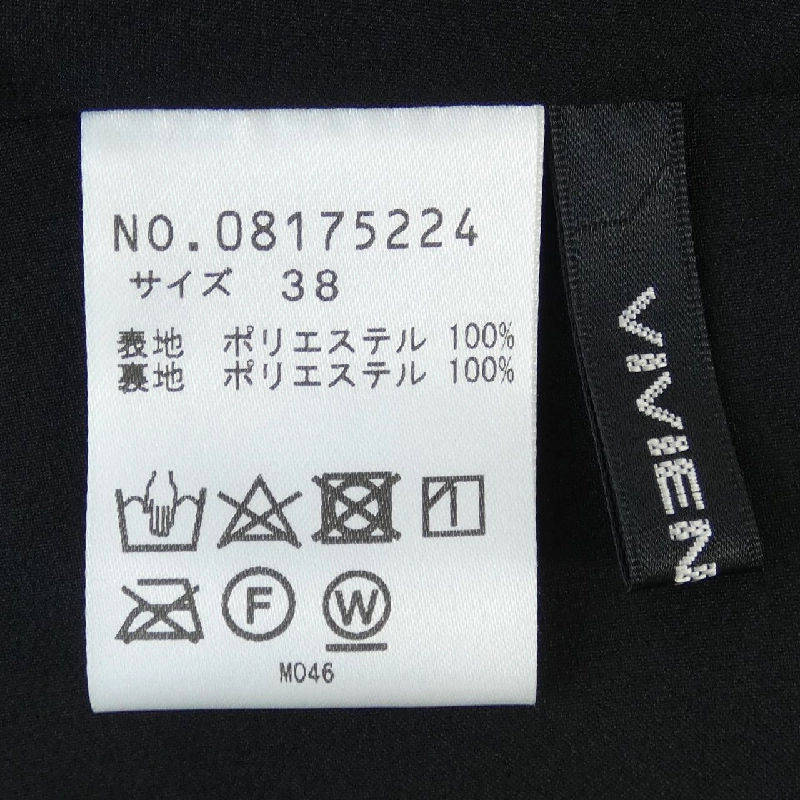 NO.08175224
サイズ 38
表地 ポリエステル 100%
裏地 ポリエステル 100%
F
W
M046
VIVIEN